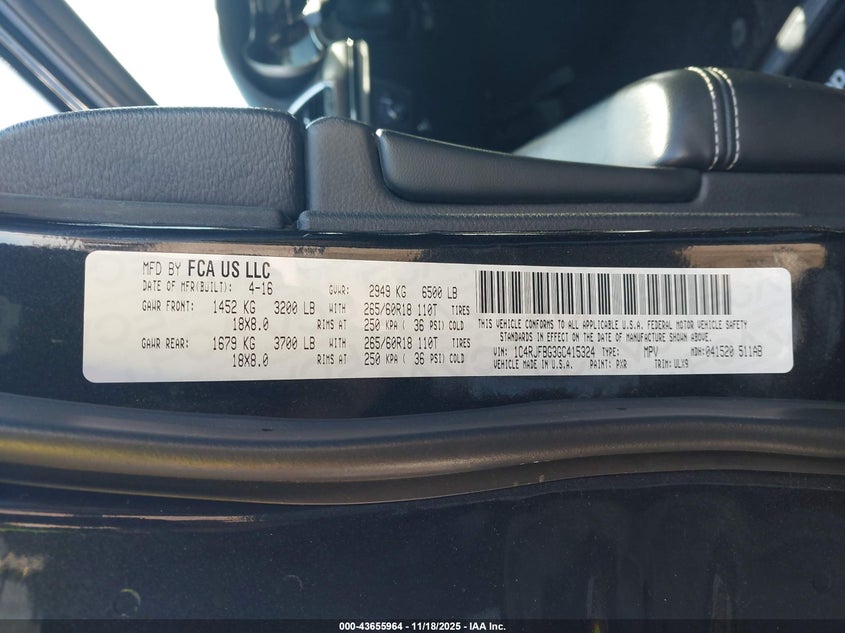 MFD BY FCA US LLC
DATE OF MFR(BUILT): 4-16 GVWR: 2949 KG 6500 LB
GAWR FRONT: 1452 KG 3200 LB WITH 265/60R18 110T TIRES
18X8.0 RIMS AT 250 KPA ( 36 PSI) COLD
GAWR REAR: 1679 KG 3700 LB WITH 265/60R18 110T TIRES
18X8.0 RIMS AT 250 KPA ( 36 PSI) COLD
THIS VEHICLE CONFORMS TO ALL APPLICABLE U.S.A. FEDERAL MOTOR VEHICLE SAFETY
STANDARDS IN EFFECT ON THE DATE OF MANUFACTURE SHOWN ABOVE.
VIN: 1C4RJFBG3GC415324 TYPE: MPV MDH: 041520 511AB
VEHICLE MADE IN U.S.A. PAINT: PXR TRIM: ULX9
000-43655964 - 11/18/2025 - IAA Inc.